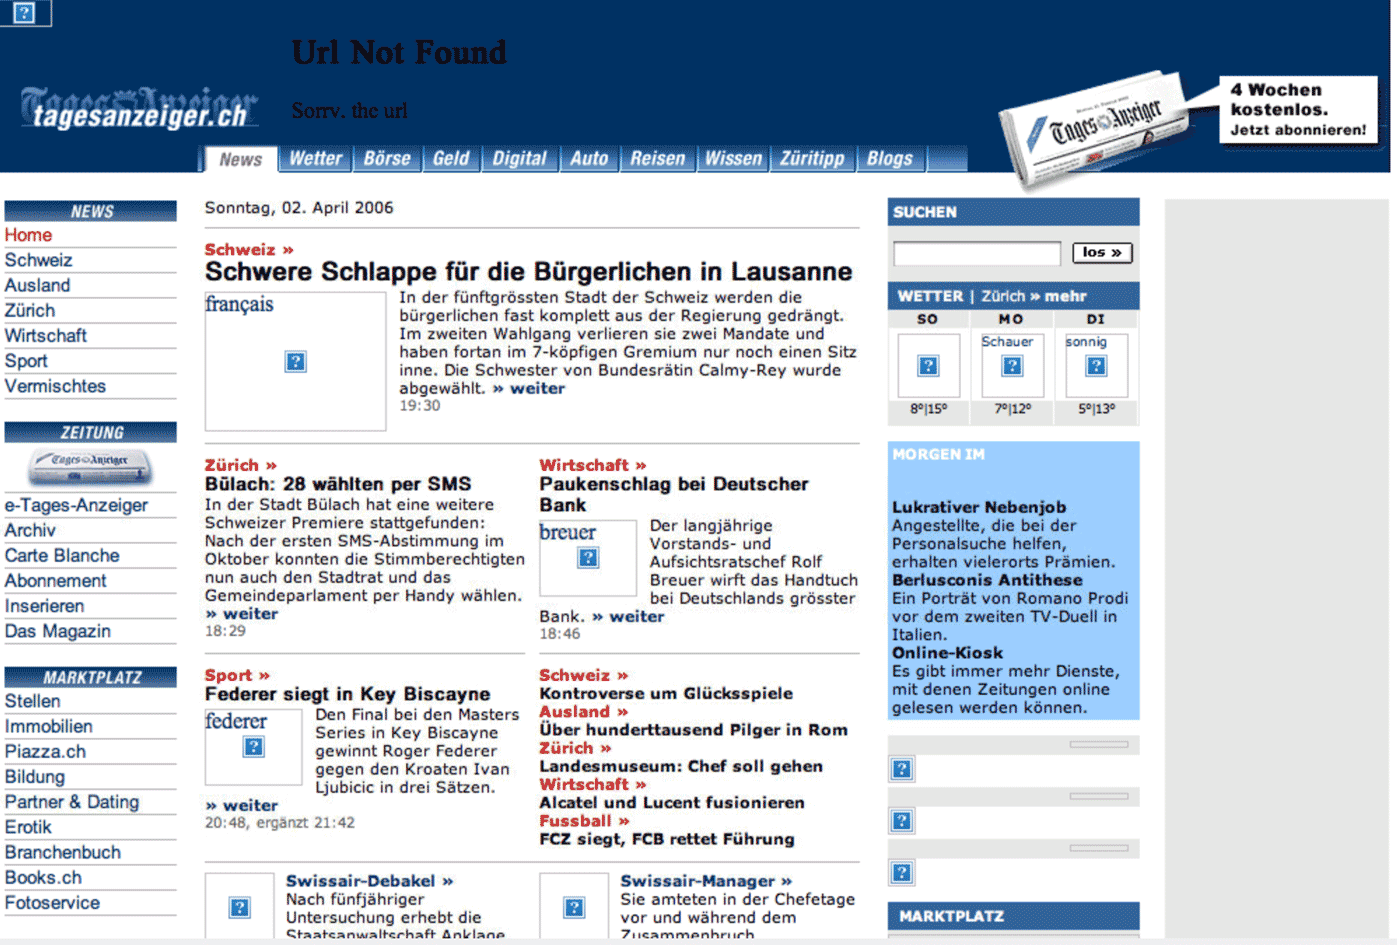 Url Not Found
Sorry, the url
Tages Anzeiger
tagesanzeiger.ch
Tages Anzeiger
4 Wochen
kostenlos.
Jetzt abonnieren!
News Wetter Börse Geld Digital Auto Reisen Wissen Züritipp Blogs
NEWS
Home
Schweiz
Ausland
Zürich
Wirtschaft
Sport
Vermischtes
ZEITUNG
Tages Anzeiger
e-Tages-Anzeiger
Archiv
Carte Blanche
Abonnement
Inserieren
Das Magazin
MARKTPLATZ
Stellen
Immobilien
Piazza.ch
Bildung
Partner & Dating
Erotik
Branchenbuch
Books.ch
Fotoservice
Sonntag, 02. April 2006
Schweiz »
Schwere Schlappe für die Bürgerlichen in Lausanne
français
In der fünftgrössten Stadt der Schweiz werden die
bürgerlichen fast komplett aus der Regierung gedrängt.
Im zweiten Wahlgang verlieren sie zwei Mandate und
haben fortan im 7-köpfigen Gremium nur noch einen Sitz
inne. Die Schwester von Bundesrätin Calmy-Rey wurde
abgewählt. » weiter
19:30
Zürich »
Bülach: 28 wählten per SMS
In der Stadt Bülach hat eine weitere
Schweizer Premiere stattgefunden:
Nach der ersten SMS-Abstimmung im
Oktober konnten die Stimmberechtigten
nun auch den Stadtrat und das
Gemeindeparlament per Handy wählen.
» weiter
18:29
Wirtschaft »
Paukenschlag bei Deutscher
Bank
breuer
Der langjährige
Vorstands- und
Aufsichtsratschef Rolf
Breuer wirft das Handtuch
bei Deutschlands grösster
Bank. » weiter
18:46
Sport »
Federer siegt in Key Biscayne
federer
Den Final bei den Masters
Series in Key Biscayne
gewinnt Roger Federer
gegen den Kroaten Ivan
Ljubicic in drei Sätzen.
» weiter
20:48, ergänzt 21:42
Schweiz »
Kontroverse um Glücksspiele
Ausland »
Über hunderttausend Pilger in Rom
Zürich »
Landesmuseum: Chef soll gehen
Wirtschaft »
Alcatel und Lucent fusionieren
Fussball »
FCZ siegt, FCB rettet Führung
Swissair-Debakel »
Nach fünfjähriger
Untersuchung erhebt die
Staatsanwaltschaft Anklage
Swissair-Manager »
Sie amteten in der Chefetage
vor und während dem
Zusammenbruch
SUCHEN
los »
WETTER | Zürich » mehr
SO MO DI
Schauer sonnig
8°|15° 7°|12° 5°|13°
MORGEN IM
Lukrativer Nebenjob
Angestellte, die bei der
Personalsuche helfen,
erhalten vielerorts Prämien.
Berlusconis Antithese
Ein Porträt von Romano Prodi
vor dem zweiten TV-Duell in
Italien.
Online-Kiosk
Es gibt immer mehr Dienste,
mit denen Zeitungen online
gelesen werden können.
MARKTPLATZ